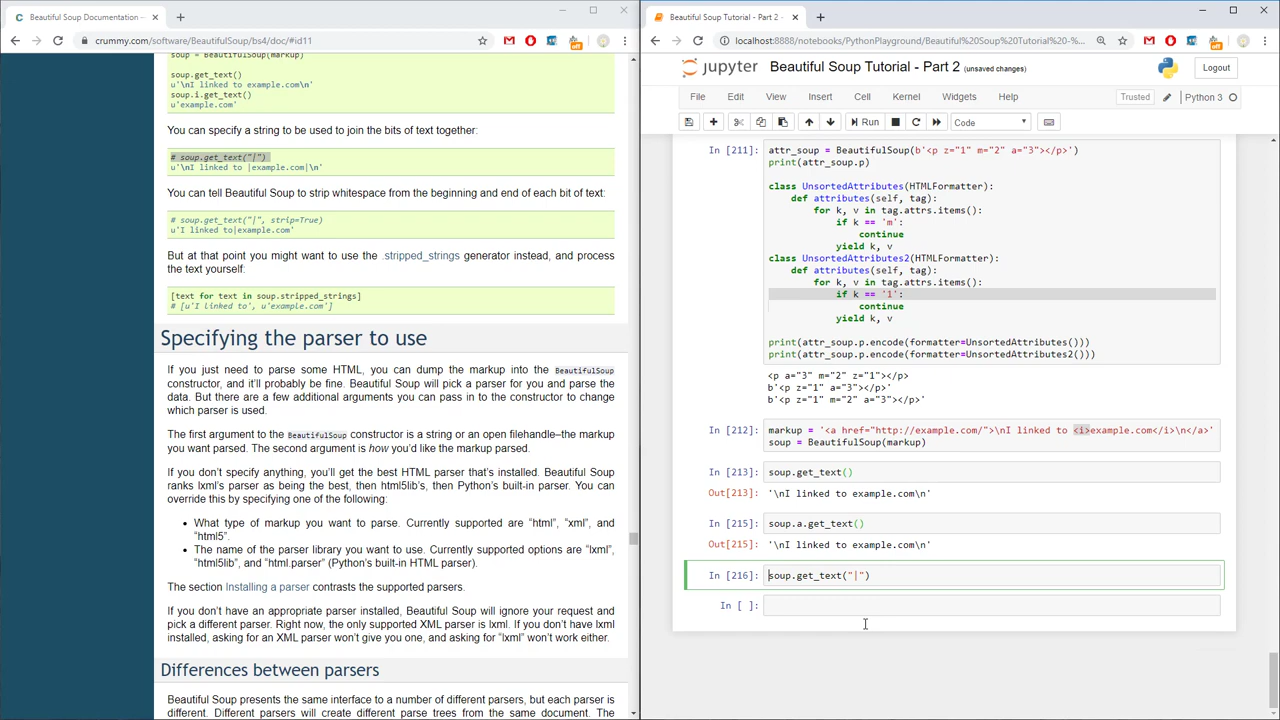 Beautiful Soup Documentation –
crummy.com/software/BeautifulSoup/bs4/doc/#id11
soup = BeautifulSoup(markup)
soup.get_text()
u'\nI linked to example.com\n'
soup.i.get_text()
u'example.com'
You can specify a string to be used to join the bits of text together:
# soup.get_text("|")
u'\nI linked to |example.com|\n'
You can tell Beautiful Soup to strip whitespace from the beginning and end of each bit of text:
# soup.get_text("|", strip=True)
u'I linked to|example.com'
But at that point you might want to use the .stripped_strings generator instead, and process
the text yourself:
[text for text in soup.stripped_strings]
# [u'I linked to', u'example.com']
Specifying the parser to use
If you just need to parse some HTML, you can dump the markup into the BeautifulSoup
constructor, and it'll probably be fine. Beautiful Soup will pick a parser for you and parse the
data. But there are a few additional arguments you can pass in to the constructor to change
which parser is used.
The first argument to the BeautifulSoup constructor is a string or an open filehandle–the markup
you want parsed. The second argument is how you'd like the markup parsed.
If you don't specify anything, you'll get the best HTML parser that's installed. Beautiful Soup
ranks lxml's parser as being the best, then html5lib's, then Python's built-in parser. You can
override this by specifying one of the following:
• What type of markup you want to parse. Currently supported are "html", "xml", and
"html5".
• The name of the parser library you want to use. Currently supported options are "lxml",
"html5lib", and "html.parser" (Python's built-in HTML parser).
The section Installing a parser contrasts the supported parsers.
If you don't have an appropriate parser installed, Beautiful Soup will ignore your request and
pick a different parser. Right now, the only supported XML parser is lxml. If you don't have lxml
installed, asking for an XML parser won't give you one, and asking for "lxml" won't work either.
Differences between parsers
Beautiful Soup presents the same interface to a number of different parsers, but each parser is
different. Different parsers will create different parse trees from the same document. The
Beautiful Soup Tutorial - Part 2
localhost:8888/notebooks/PythonPlayground/Beautiful%20Soup%20Tutorial%20-%...
jupyter Beautiful Soup Tutorial - Part 2 (unsaved changes) Logout
File Edit View Insert Cell Kernel Widgets Help Trusted Python 3
Run Code
In [211]: attr_soup = BeautifulSoup(b'<p z="1" m="2" a="3"></p>')
print(attr_soup.p)
class UnsortedAttributes(HTMLFormatter):
def attributes(self, tag):
for k, v in tag.attrs.items():
if k == 'm':
continue
yield k, v
class UnsortedAttributes2(HTMLFormatter):
def attributes(self, tag):
for k, v in tag.attrs.items():
if k == '1':
continue
yield k, v
print(attr_soup.p.encode(formatter=UnsortedAttributes()))
print(attr_soup.p.encode(formatter=UnsortedAttributes2()))
<p a="3" m="2" z="1"></p>
b'<p z="1" a="3"></p>'
b'<p z="1" m="2" a="3"></p>'
In [212]: markup = '<a href="http://example.com/">\nI linked to <i>example.com</i>\n</a>'
soup = BeautifulSoup(markup)
In [213]: soup.get_text()
Out[213]: '\nI linked to example.com\n'
In [215]: soup.a.get_text()
Out[215]: '\nI linked to example.com\n'
In [216]: soup.get_text("|")
In [ ]: